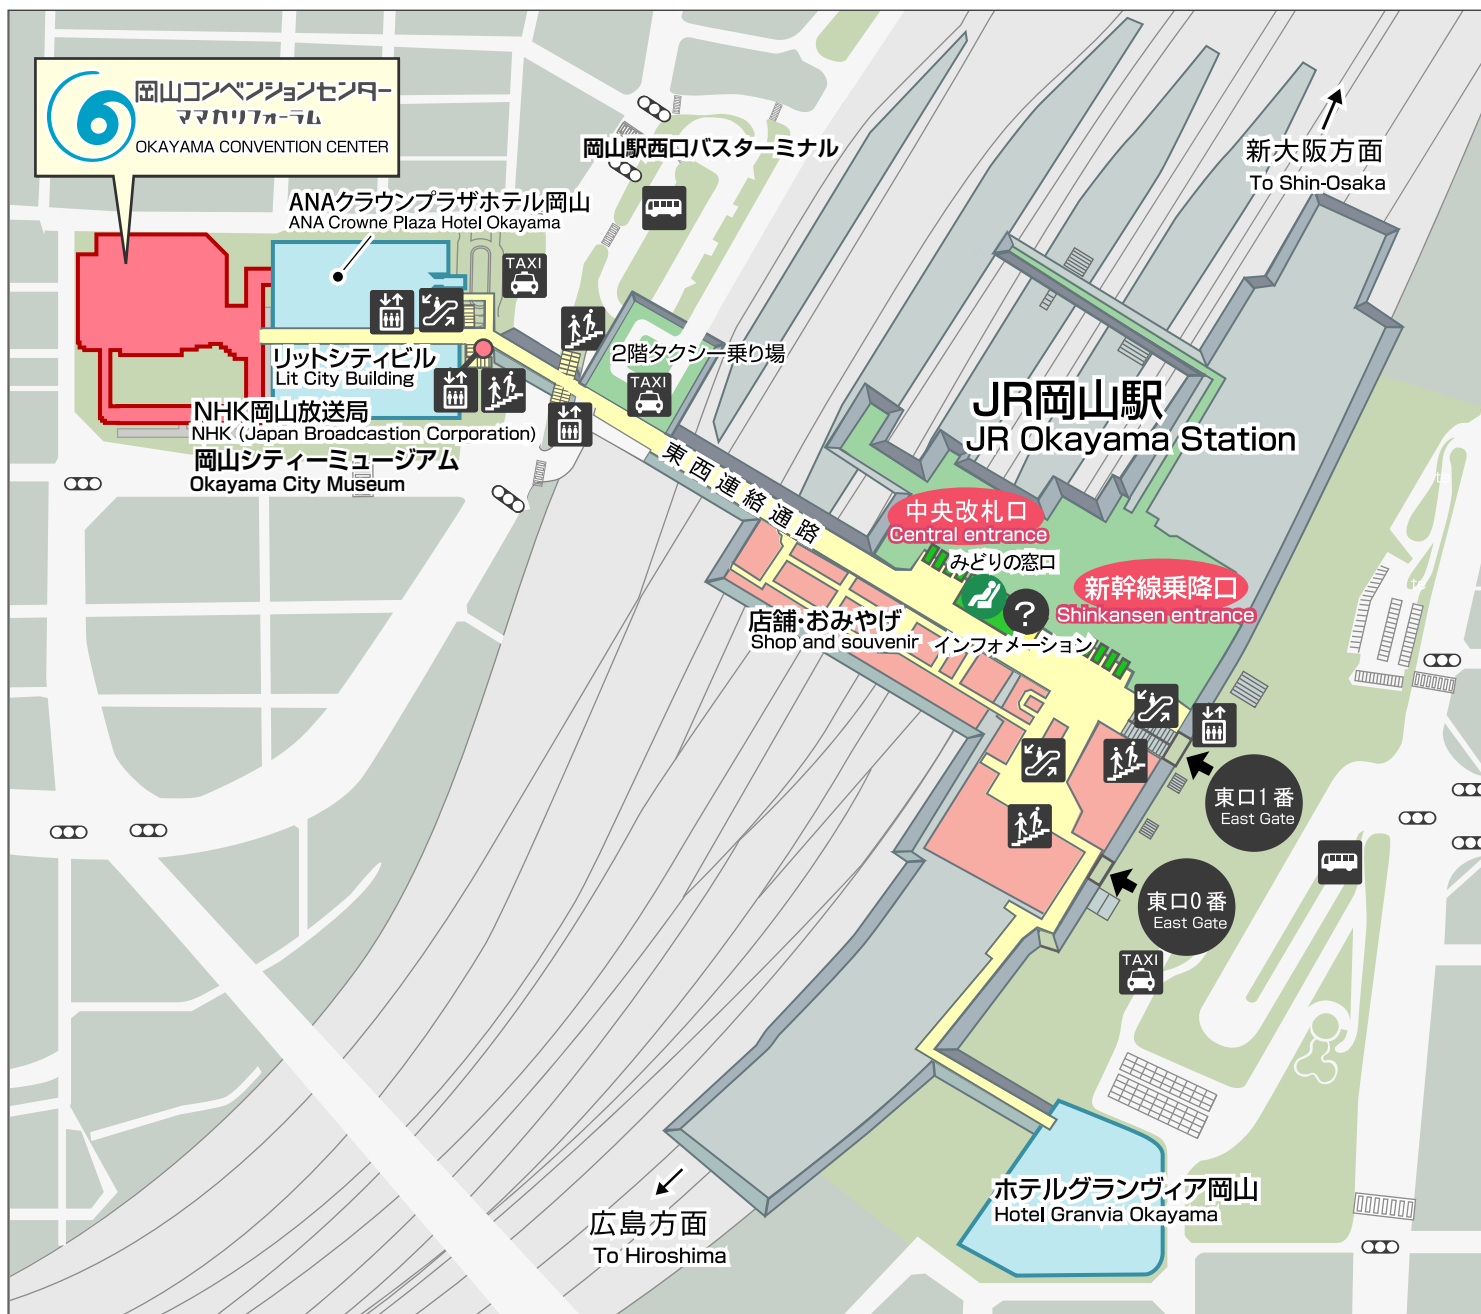 岡山コンベンションセンター
ママカリフォーラム
OKAYAMA CONVENTION CENTER
岡山駅西口バスターミナル
新大阪方面
To Shin-Osaka
ANAクラウンプラザホテル岡山
ANA Crowne Plaza Hotel Okayama
TAXI
リットシティビル
Lit City Building
2階タクシー乗り場
TAXI
NHK岡山放送局
NHK (Japan Broadcastion Corporation)
岡山シティーミュージアム
Okayama City Museum
JR岡山駅
JR Okayama Station
東西連絡通路
中央改札口
Central entrance
みどりの窓口
新幹線乗降口
Shinkansen entrance
?
店舗・おみやげ
Shop and souvenir
インフォメーション
東口1番
East Gate
東口0番
East Gate
TAXI
ホテルグランヴィア岡山
Hotel Granvia Okayama
広島方面
To Hiroshima